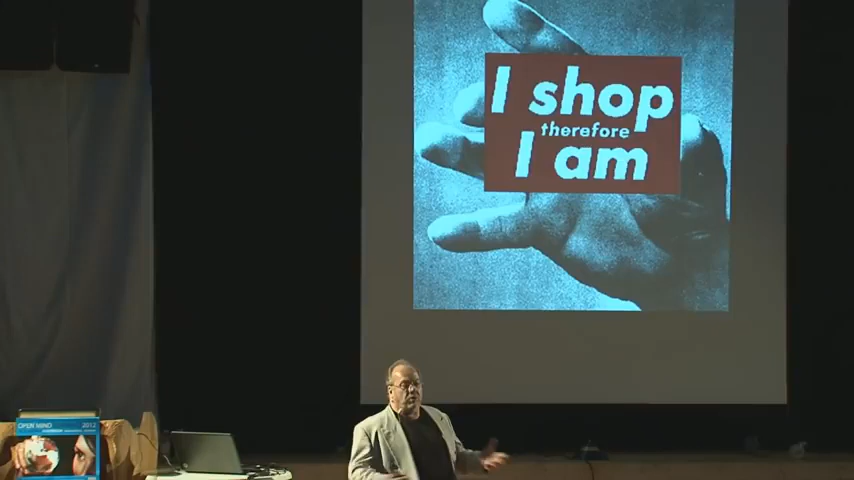 I shop
therefore
I am
OPEN MIND
2012